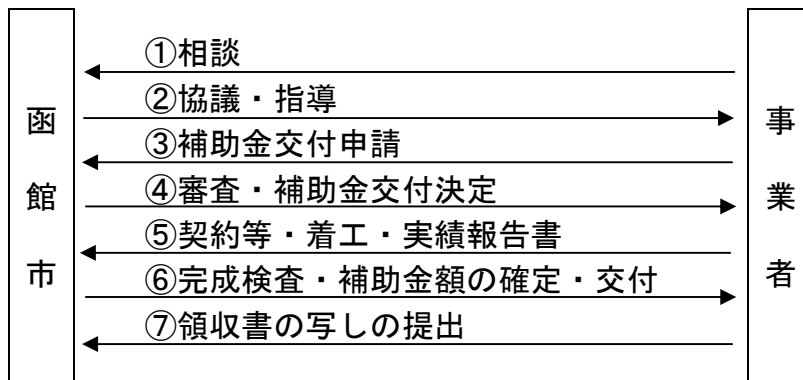 函館市
①相談
②協議・指導
③補助金交付申請
④審査・補助金交付決定
⑤契約等・着工・実績報告書
⑥完成検査・補助金額の確定・交付
⑦領収書の写しの提出
事業者